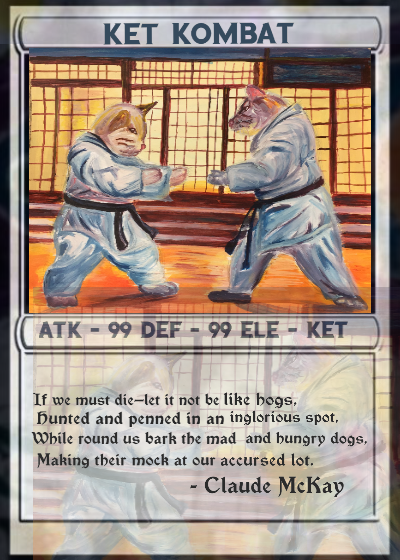 KET KOMBAT
ATK - 99 DEF - 99 ELE - KET
If we must die—let it not be like hogs,
Hunted and penned in an inglorious spot,
While round us bark the mad and hungry dogs,
Making their mock at our accursed lot.
- Claude McKay